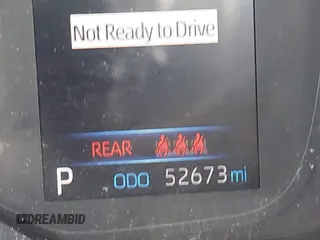 Not Ready to Drive
REAR
P ODO 52673 mi
DREAMBID